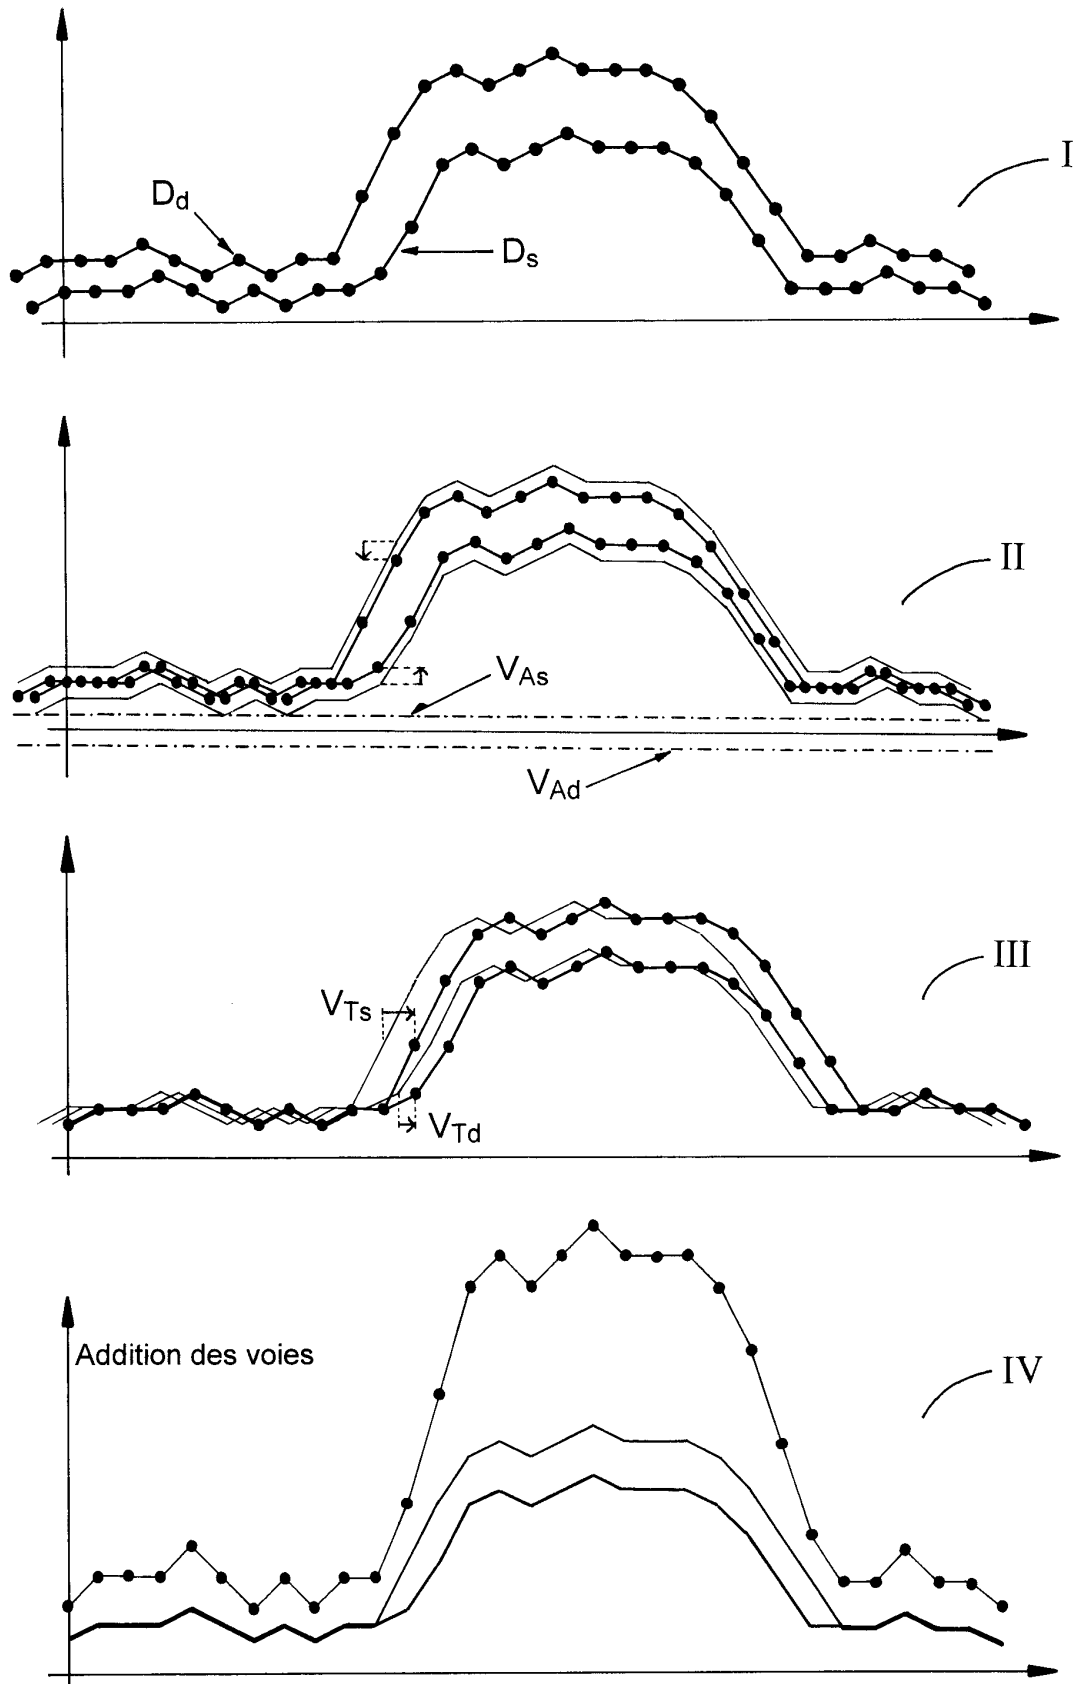 I
Dd
Ds
II
VAs
VAd
III
VTs
VTd
Addition des voies
IV